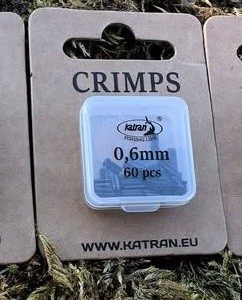 CRIMPS
katran
FISHING LINE
0,6mm
60 pcs
WWW.KATRAN.EU